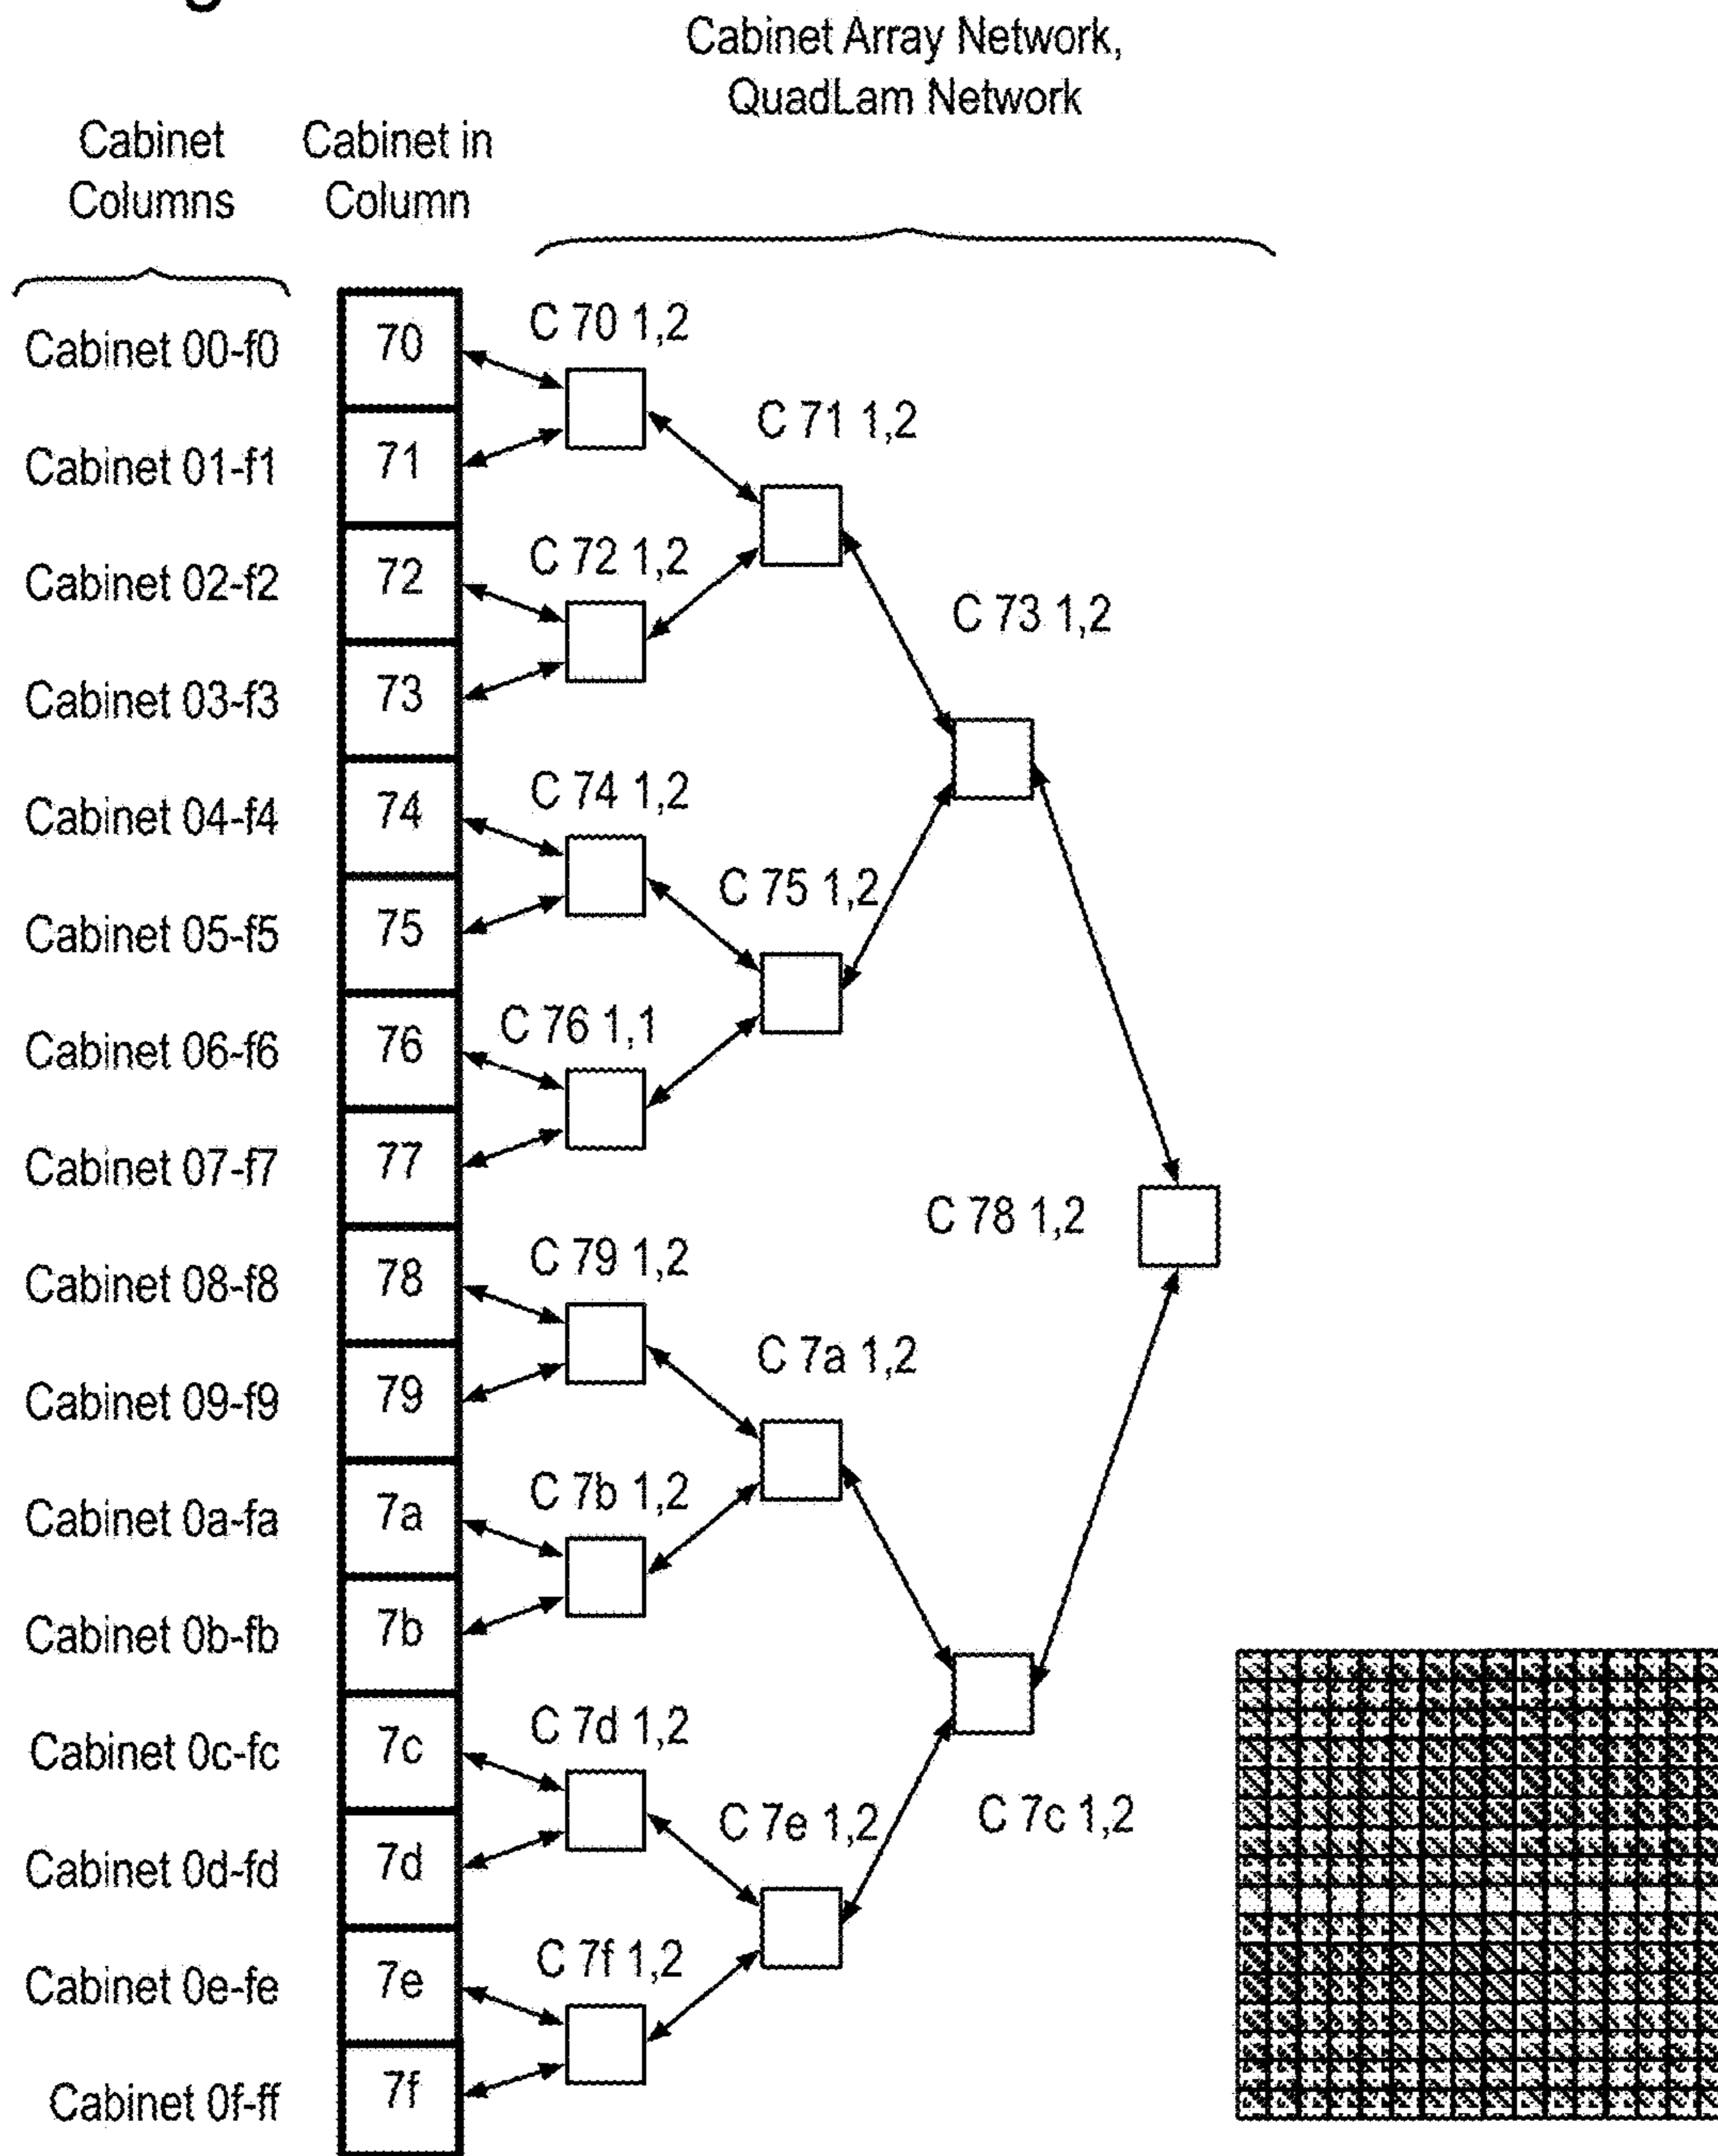 Cabinet Array Network,
QuadLam Network
Cabinet
Columns
Cabinet in
Column
Cabinet 00-f0
70
C 70 1,2
C 71 1,2
Cabinet 01-f1
71
Cabinet 02-f2
72
C 72 1,2
C 73 1,2
Cabinet 03-f3
73
Cabinet 04-f4
74
C 74 1,2
C 75 1,2
Cabinet 05-f5
75
Cabinet 06-f6
76
C 76 1,1
Cabinet 07-f7
77
C 78 1,2
Cabinet 08-f8
78
C 79 1,2
C 7a 1,2
Cabinet 09-f9
79
Cabinet 0a-fa
7a
C 7b 1,2
Cabinet 0b-fb
7b
Cabinet 0c-fc
7c
C 7d 1,2
C 7e 1,2
C 7c 1,2
Cabinet 0d-fd
7d
Cabinet 0e-fe
7e
C 7f 1,2
Cabinet 0f-ff
7f